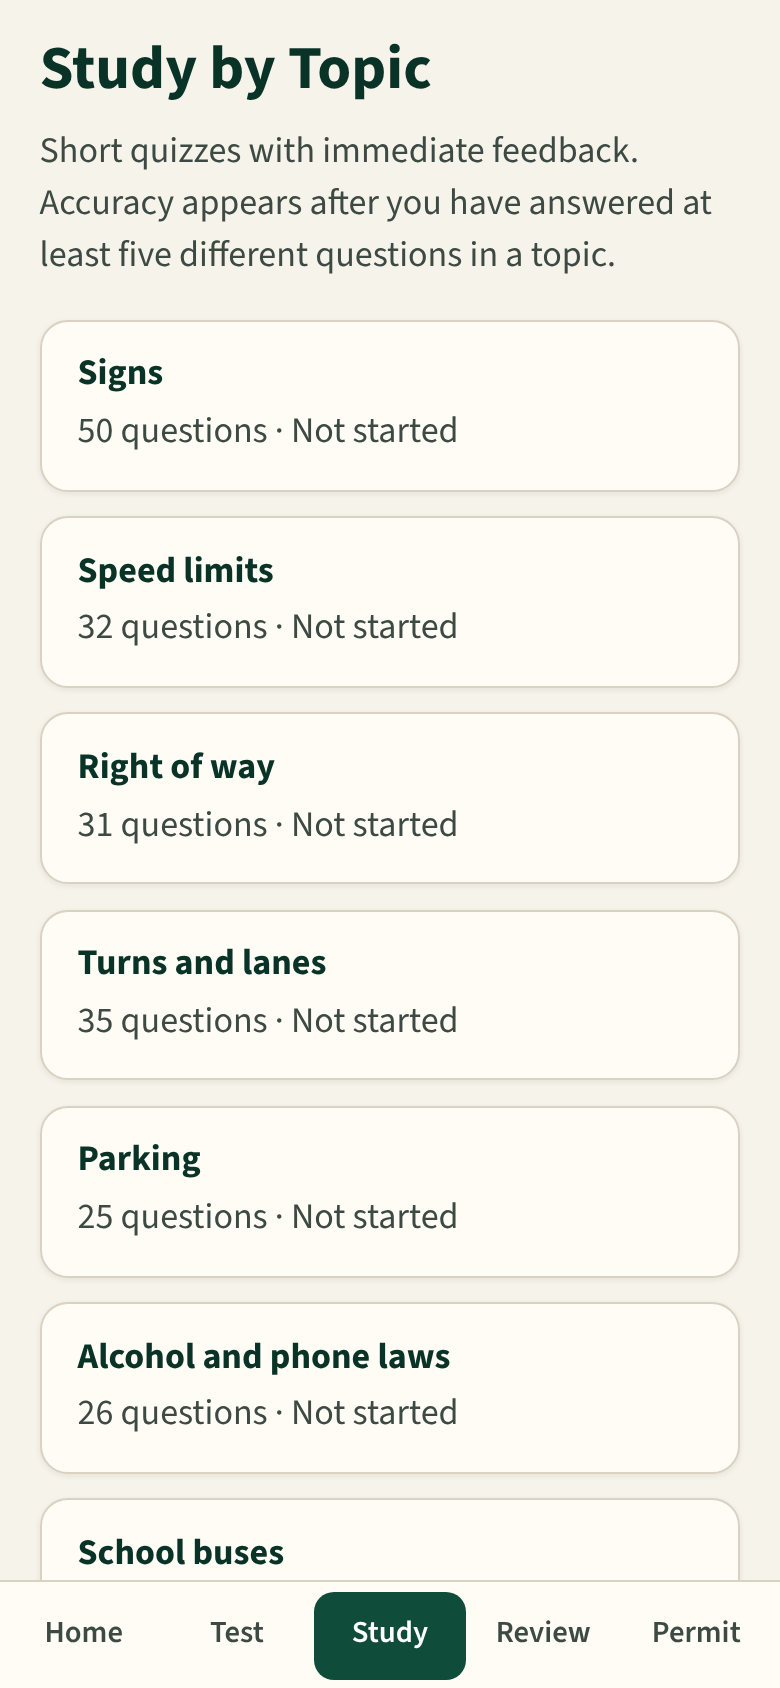 Study by Topic
Short quizzes with immediate feedback.
Accuracy appears after you have answered at
least five different questions in a topic.
Signs
50 questions · Not started
Speed limits
32 questions · Not started
Right of way
31 questions · Not started
Turns and lanes
35 questions · Not started
Parking
25 questions · Not started
Alcohol and phone laws
26 questions · Not started
School buses
Home Test Study Review Permit